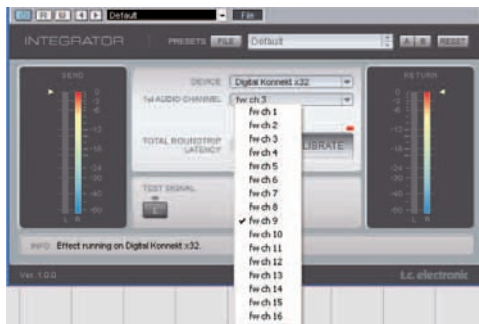 R W Default File
INTEGRATOR PRESETS FILE Default A B RESET
SEND
RETURN
DEVICE Digital Konnekt x32
1st AUDIO CHANNEL fw ch 3
fw ch 1
fw ch 2
fw ch 3
fw ch 4
fw ch 5
fw ch 6
fw ch 7
fw ch 8
✓ fw ch 9
fw ch 10
fw ch 11
fw ch 12
fw ch 13
fw ch 14
fw ch 15
fw ch 16
TOTAL ROUNDTRIP
LATENCY
TEST SIGNAL
L
L R
L R
INFO Effect running on Digital Konnekt x32.
Ver. 1.0.0 t.c. electronic